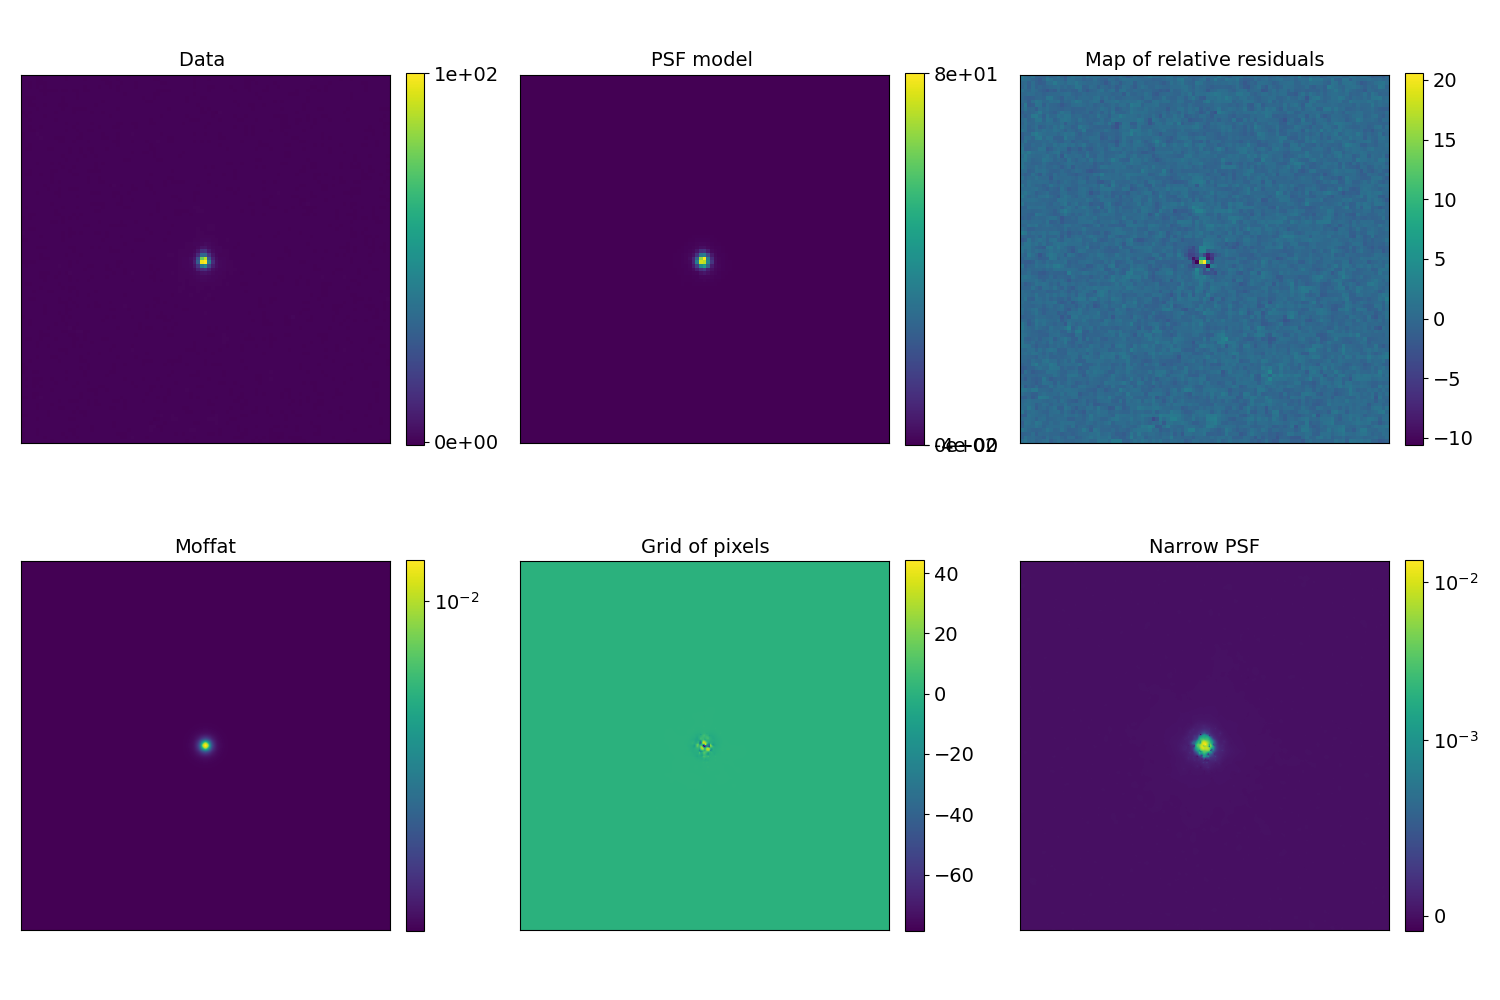 Data
1e+02
0e+00
PSF model
8e+01
Map of relative residuals
20
15
10
5
0
−5
−10
Moffat
10⁻²
Grid of pixels
40
20
0
−20
−40
−60
Narrow PSF
10⁻²
10⁻³
0